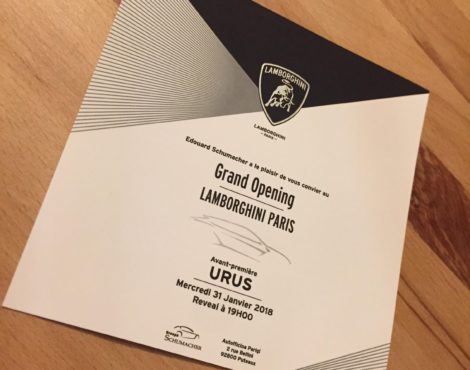 LAMBORGHINI
LAMBORGHINI
PARIS
Edouard Schumacher a le plaisir de vous convier au
Grand Opening
LAMBORGHINI PARIS
Avant-première
URUS
Mercredi 31 Janvier 2018
Reveal à 19H00
Groupe
SCHUMACHER
Autofficina Parigi
2 rue Bellini
92800 Puteaux